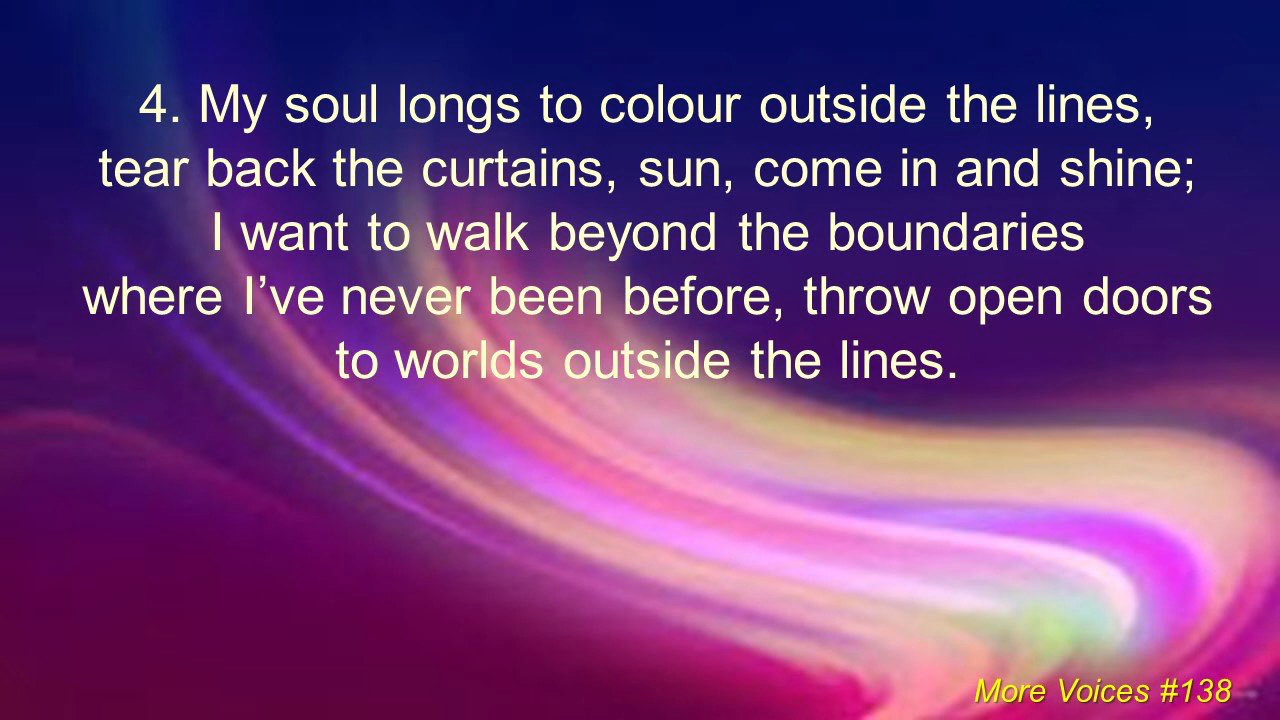 4. My soul longs to colour outside the lines,
tear back the curtains, sun, come in and shine;
I want to walk beyond the boundaries
where I’ve never been before, throw open doors
to worlds outside the lines.
More Voices #138